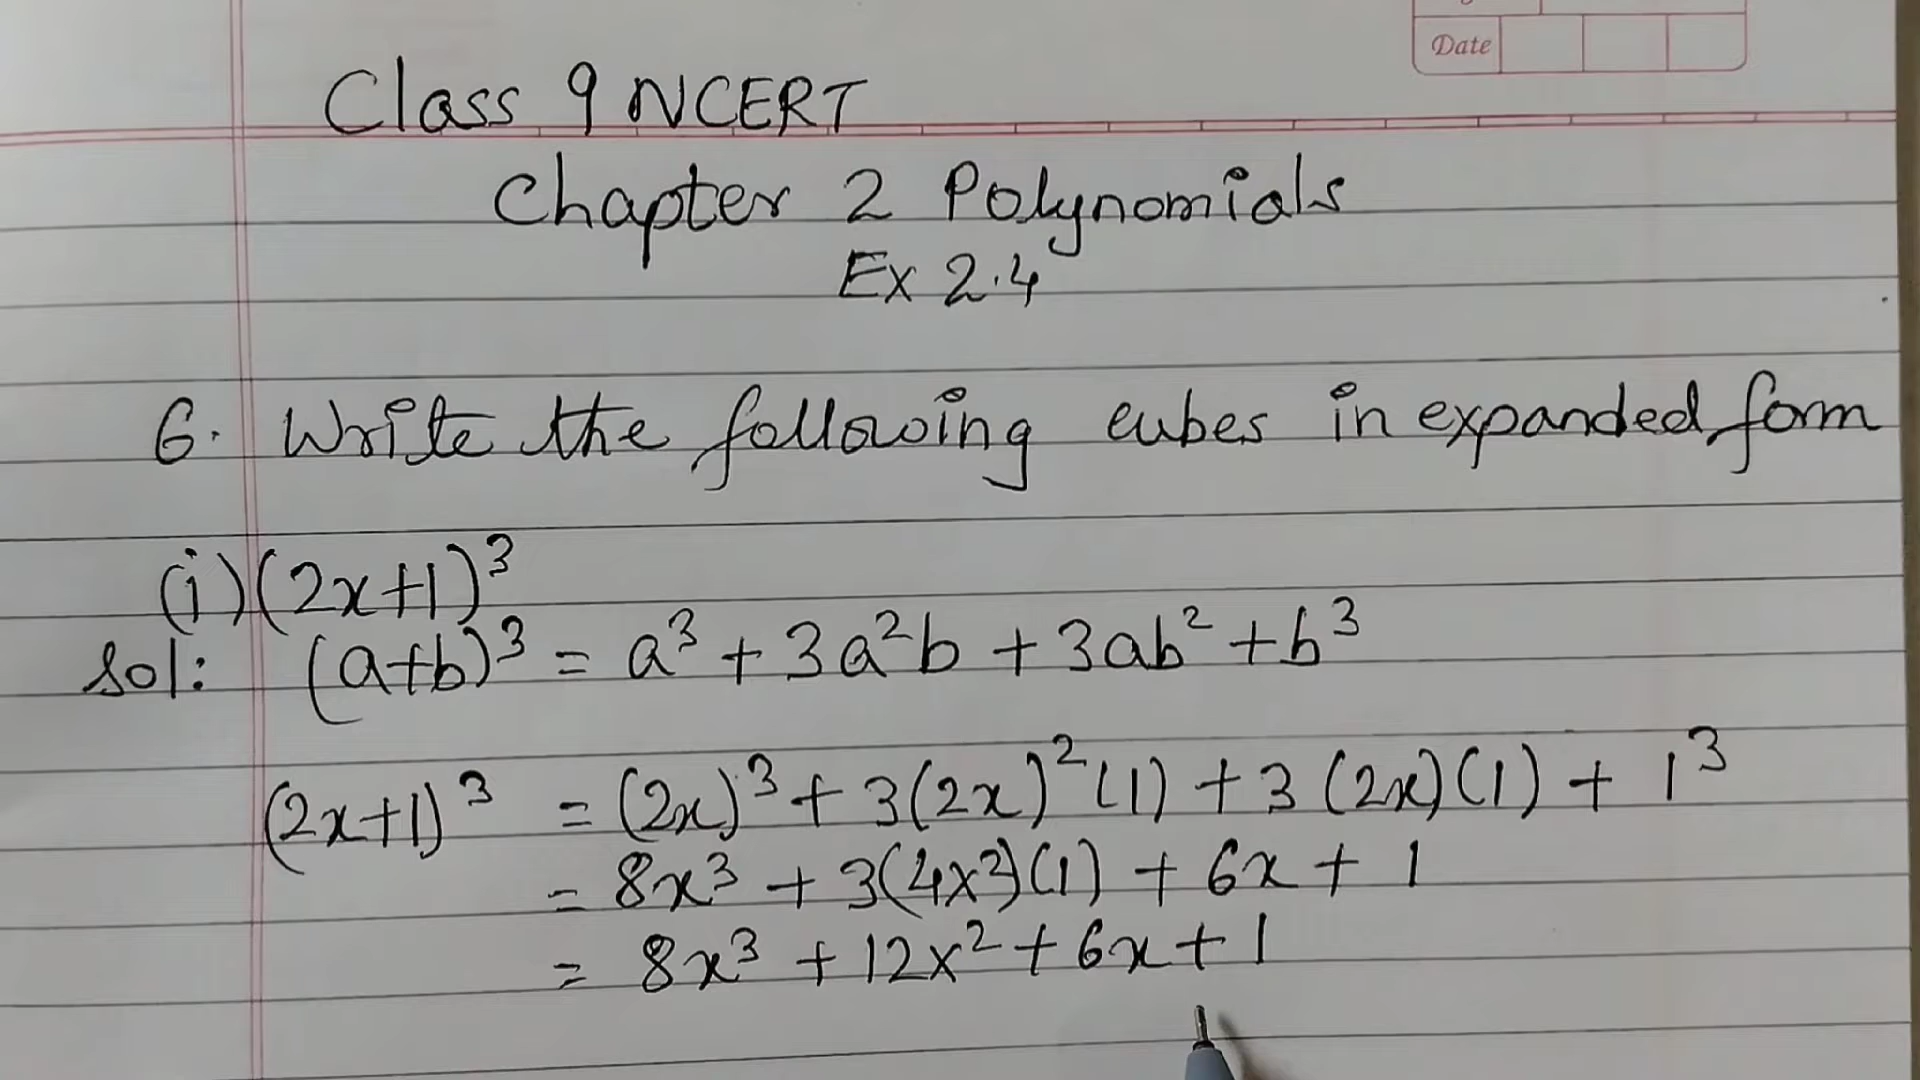 Date
Class 9 NCERT
Chapter 2 Polynomials
Ex 2.4
6. Write the following cubes in expanded form
(i) (2x+1)³
Sol: (a+b)³ = a³ + 3a²b + 3ab² + b³
(2x+1)³ = (2x)³ + 3(2x)²(1) + 3(2x)(1) + 1³
= 8x³ + 3(4x²)(1) + 6x + 1
= 8x³ + 12x² + 6x + 1